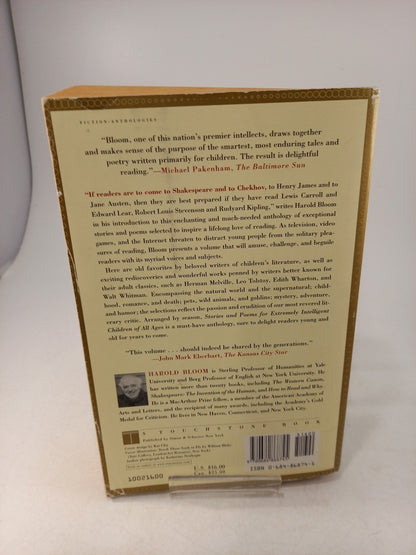 FICTION/ANTHOLOGIES
"Bloom, one of this nation's premier intellects, draws together
and makes sense of the purpose of the smartest, most enduring tales and
poetry written primarily for children. The result is delightful
reading."—Michael Pakenham, The Baltimore Sun
"If readers are to come to Shakespeare and to Chekhov, to Henry James and to
Jane Austen, then they are best prepared if they have read Lewis Carroll and
Edward Lear, Robert Louis Stevenson and Rudyard Kipling," writes Harold Bloom
in his introduction to this enchanting and much-needed anthology of exceptional
stories and poems selected to inspire a lifelong love of reading. As television, video
games, and the Internet threaten to distract young people from the solitary plea-
sures of reading, Bloom presents a volume that will amuse, challenge, and beguile
readers with its myriad voices and subjects.
Here are old favorites by beloved writers of children's literature, as well as
exciting rediscoveries and wonderful works penned by writers better known for
their adult classics, such as Herman Melville, Leo Tolstoy, Edith Wharton, and
Walt Whitman. Encompassing the natural world and the supernatural; child-
hood, romance, and death; pets, wild animals, and goblins; mystery, adventure,
and humor; the selections reflect the passion and erudition of our most revered lit-
erary critic. Arranged by season, Stories and Poems for Extremely Intelligent
Children of All Ages is a must-have anthology, sure to delight readers young and
old for years to come.
"This volume . . . should indeed be shared by the generations."
—John Mark Eberhart, The Kansas City Star
HAROLD BLOOM is Sterling Professor of Humanities at Yale
University and Berg Professor of English at New York University. He
has written more than twenty books, including The Western Canon,
Shakespeare: The Invention of the Human, and How to Read and Why.
He is a MacArthur Prize fellow, a member of the American Academy of
Arts and Letters, and the recipient of many awards, including the Academy's Gold
Medal for Criticism. He lives in New Haven, Connecticut, and New York City.
A TOUCHSTONE BOOK
Published by Simon & Schuster New York
U.S. $16.00
Can. $25.00
10021600
ISBN 0-684-86874-6